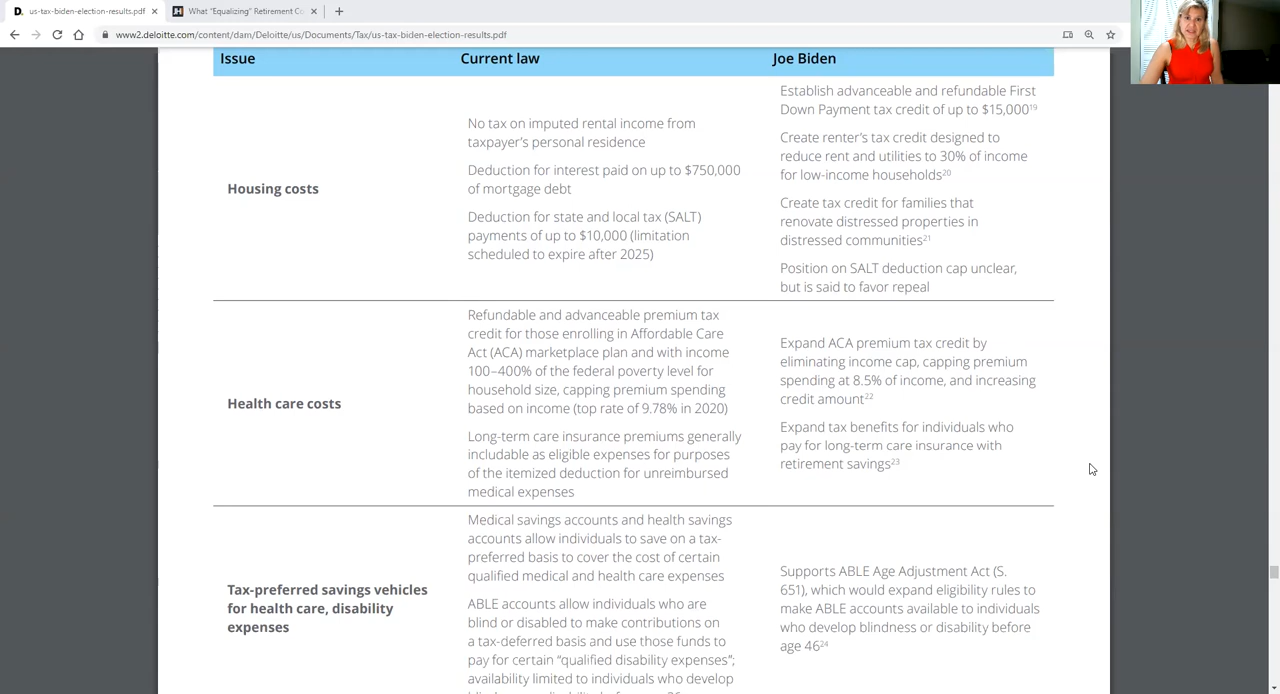 us-tax-biden-election-results.pdf
What "Equalizing" Retirement Co
www2.deloitte.com/content/dam/Deloitte/us/Documents/Tax/us-tax-biden-election-results.pdf
Issue
Current law
Joe Biden
Housing costs
No tax on imputed rental income from
taxpayer's personal residence
Deduction for interest paid on up to $750,000
of mortgage debt
Deduction for state and local tax (SALT)
payments of up to $10,000 (limitation
scheduled to expire after 2025)
Establish advanceable and refundable First
Down Payment tax credit of up to $15,000¹⁹
Create renter's tax credit designed to
reduce rent and utilities to 30% of income
for low-income households²⁰
Create tax credit for families that
renovate distressed properties in
distressed communities²¹
Position on SALT deduction cap unclear,
but is said to favor repeal
Health care costs
Refundable and advanceable premium tax
credit for those enrolling in Affordable Care
Act (ACA) marketplace plan and with income
100–400% of the federal poverty level for
household size, capping premium spending
based on income (top rate of 9.78% in 2020)
Long-term care insurance premiums generally
includable as eligible expenses for purposes
of the itemized deduction for unreimbursed
medical expenses
Expand ACA premium tax credit by
eliminating income cap, capping premium
spending at 8.5% of income, and increasing
credit amount²²
Expand tax benefits for individuals who
pay for long-term care insurance with
retirement savings²³
Tax-preferred savings vehicles
for health care, disability
expenses
Medical savings accounts and health savings
accounts allow individuals to save on a tax-
preferred basis to cover the cost of certain
qualified medical and health care expenses
ABLE accounts allow individuals who are
blind or disabled to make contributions on
a tax-deferred basis and use those funds to
pay for certain "qualified disability expenses";
availability limited to individuals who develop
Supports ABLE Age Adjustment Act (S.
651), which would expand eligibility rules to
make ABLE accounts available to individuals
who develop blindness or disability before
age 46²⁴